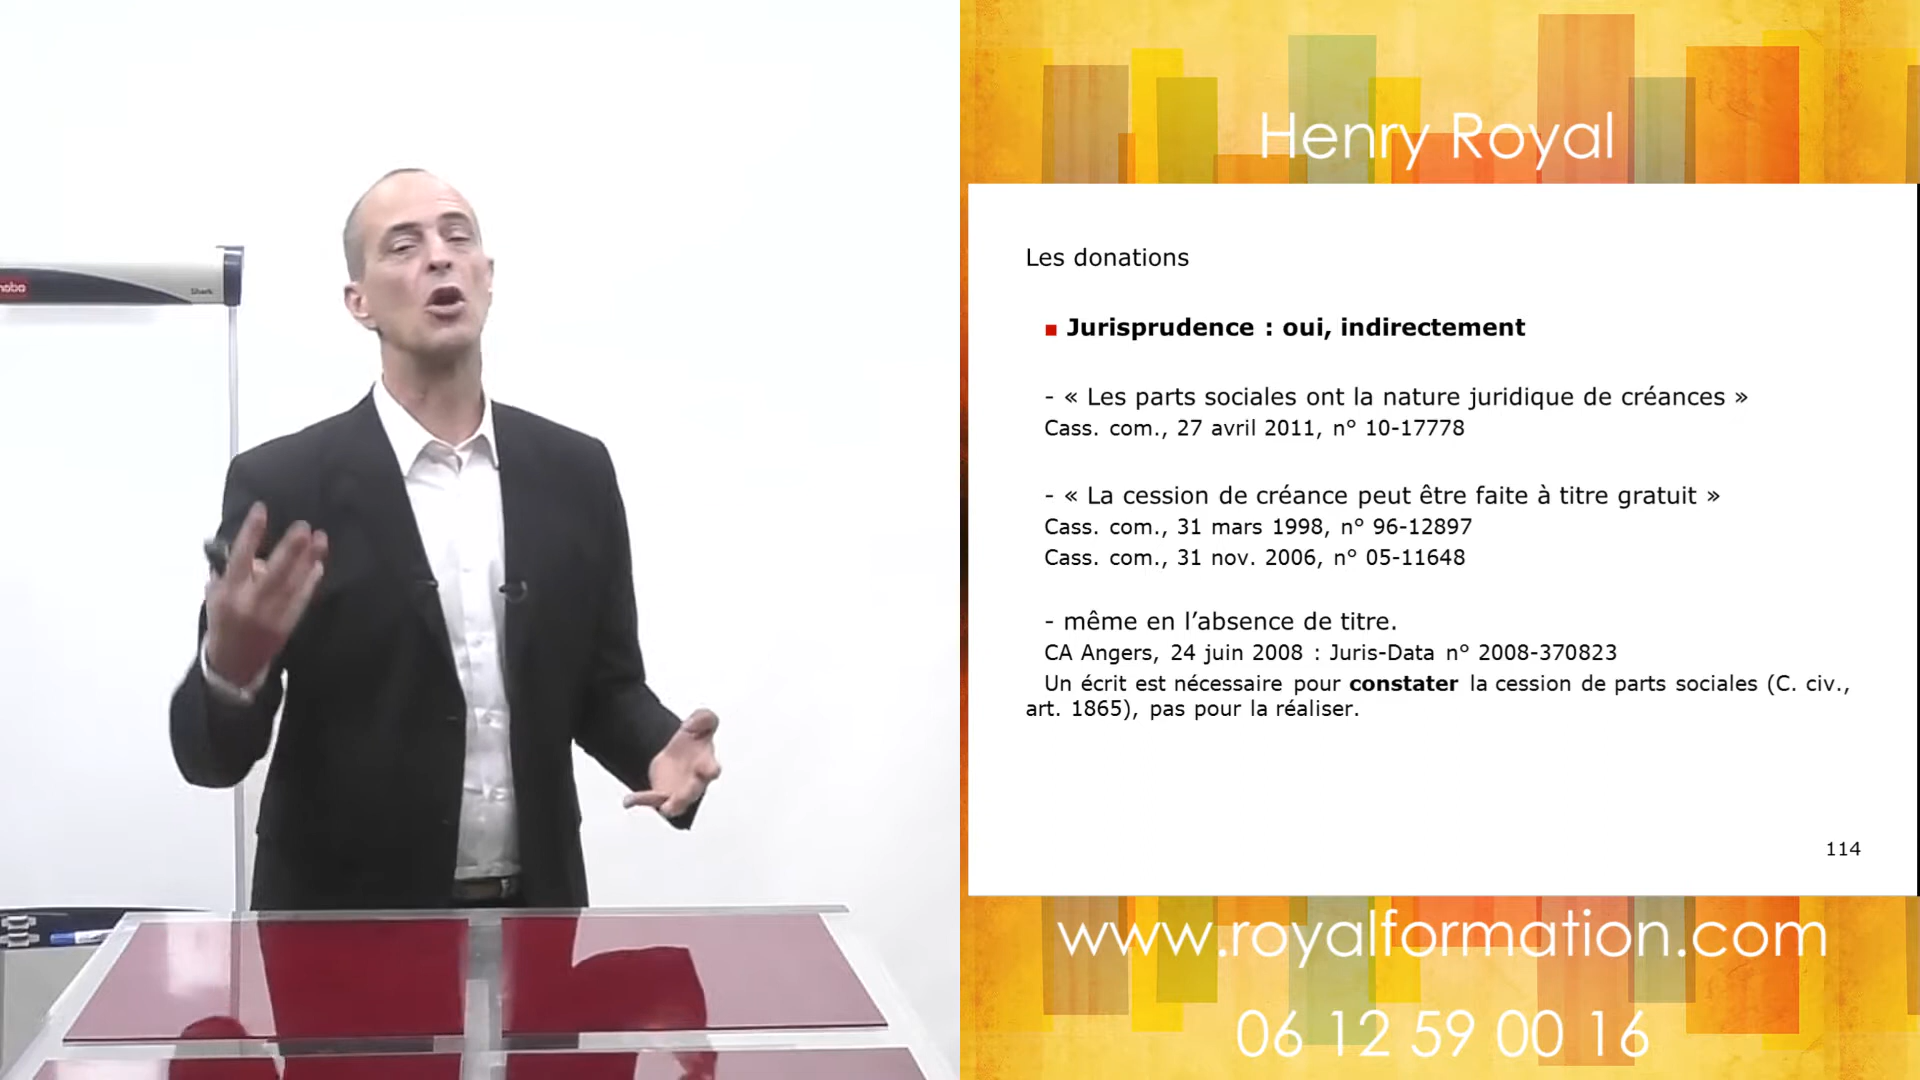 nobo
Shark
Henry Royal
Les donations
Jurisprudence : oui, indirectement
- « Les parts sociales ont la nature juridique de créances »
Cass. com., 27 avril 2011, n° 10-17778
- « La cession de créance peut être faite à titre gratuit »
Cass. com., 31 mars 1998, n° 96-12897
Cass. com., 31 nov. 2006, n° 05-11648
- même en l’absence de titre.
CA Angers, 24 juin 2008 : Juris-Data n° 2008-370823
Un écrit est nécessaire pour constater la cession de parts sociales (C. civ.,
art. 1865), pas pour la réaliser.
114
www.royalformation.com
06 12 59 00 16